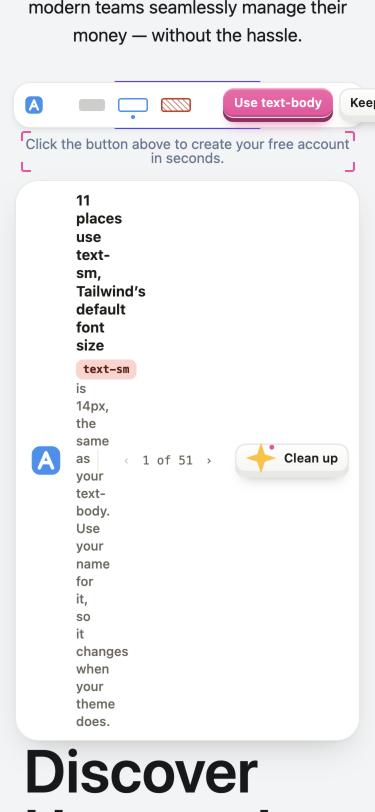 modern teams seamlessly manage their
money — without the hassle.
A
Use text-body
Keep
Click the button above to create your free account
in seconds.
11
places
use
text-
sm,
Tailwind’s
default
font
size
text-sm
is
14px,
the
same
as
your
text-
body.
Use
your
name
for
it,
so
it
changes
when
your
theme
does.
A
‹ 1 of 51 ›
Clean up
Discover